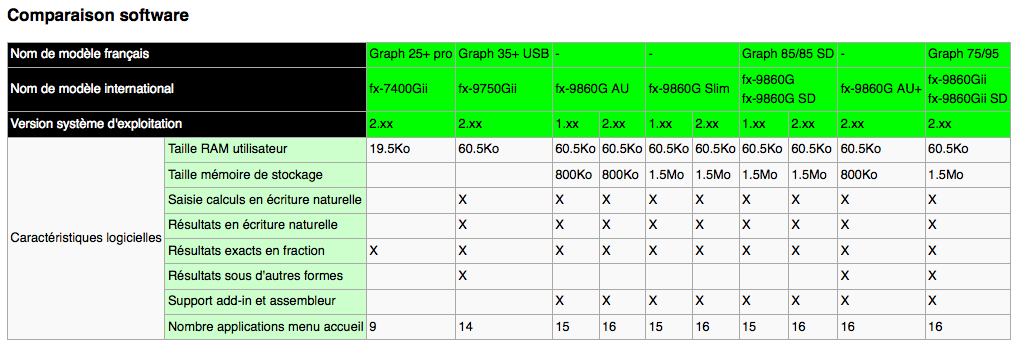 Comparaison software
Nom de modèle français Graph 25+ pro Graph 35+ USB - - Graph 85/85 SD - Graph 75/95
Nom de modèle international fx-7400Gii fx-9750Gii fx-9860G AU fx-9860G Slim fx-9860G fx-9860G SD fx-9860G AU+ fx-9860Gii fx-9860Gii SD
Version système d'exploitation 2.xx 2.xx 1.xx 2.xx 1.xx 2.xx 1.xx 2.xx 2.xx 2.xx
Caractéristiques logicielles
Taille RAM utilisateur 19.5Ko 60.5Ko 60.5Ko 60.5Ko 60.5Ko 60.5Ko 60.5Ko 60.5Ko 60.5Ko 60.5Ko
Taille mémoire de stockage 800Ko 800Ko 1.5Mo 1.5Mo 1.5Mo 1.5Mo 800Ko 1.5Mo
Saisie calculs en écriture naturelle X X X X X X X X X
Résultats en écriture naturelle X X X X X X X X X
Résultats exacts en fraction X X X X X X X X X X
Résultats sous d'autres formes X X X
Support add-in et assembleur X X X X X X X X
Nombre applications menu accueil 9 14 15 16 15 16 15 16 16 16